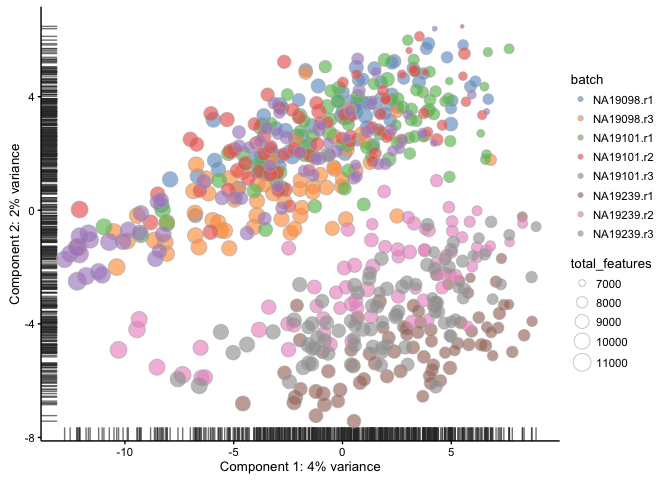 4
0
-4
-8
Component 2: 2% variance
-10
-5
0
5
Component 1: 4% variance
batch
NA19098.r1
NA19098.r3
NA19101.r1
NA19101.r2
NA19101.r3
NA19239.r1
NA19239.r2
NA19239.r3
total_features
7000
8000
9000
10000
11000